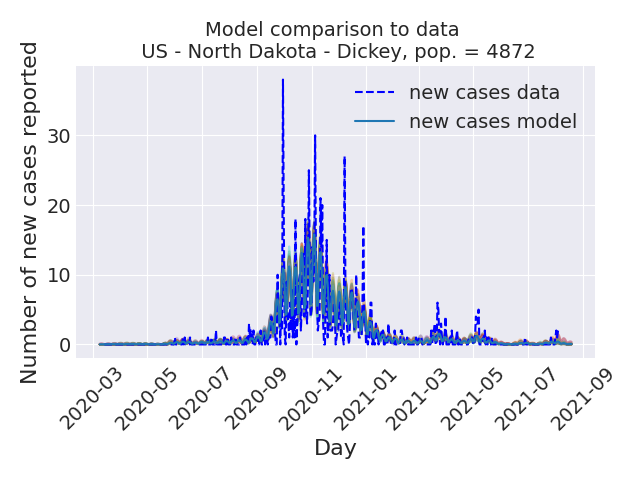 Model comparison to data
US - North Dakota - Dickey, pop. = 4872
new cases data
new cases model
Number of new cases reported
30
20
10
0
2020-03
2020-05
2020-07
2020-09
2020-11
2021-01
2021-03
2021-05
2021-07
2021-09
Day